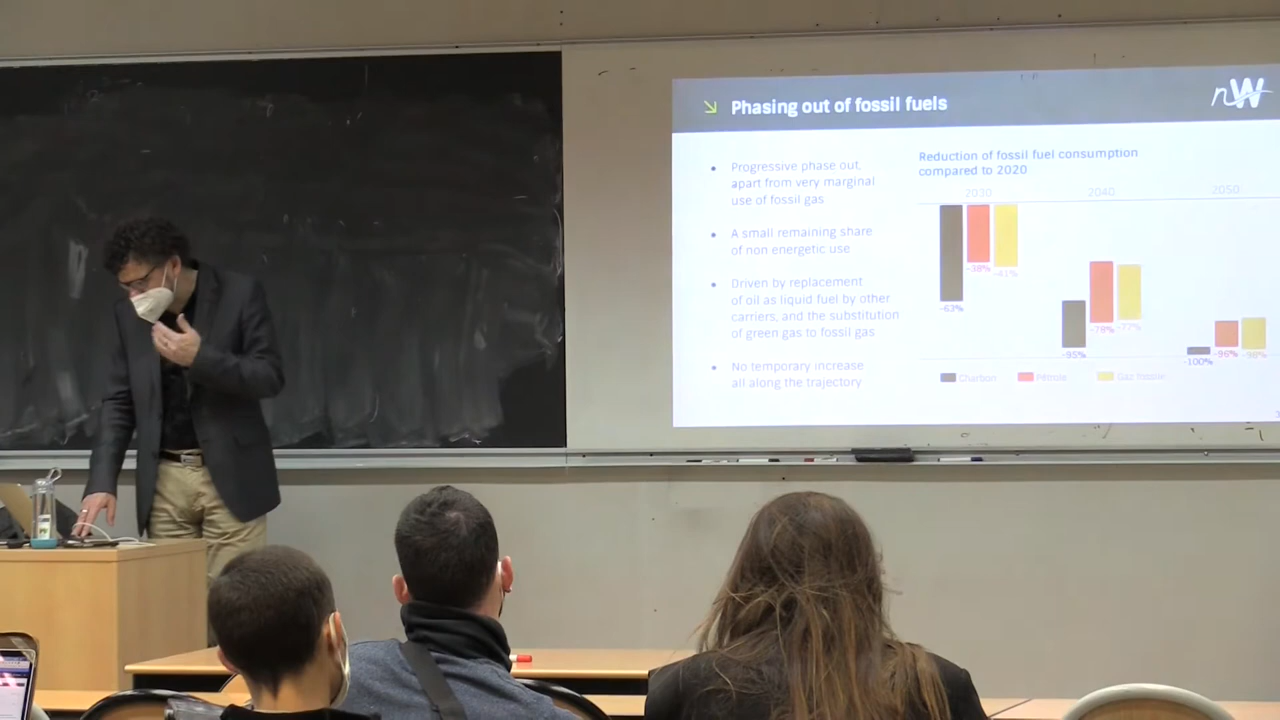 Phasing out of fossil fuels
nW
Progressive phase out,
apart from very marginal
use of fossil gas
A small remaining share
of non energetic use
Driven by replacement
of oil as liquid fuel by other
carriers, and the substitution
of green gas to fossil gas
No temporary increase
all along the trajectory
Reduction of fossil fuel consumption
compared to 2020
2030 2040 2050
-63% -38% -41%
-95% -78% -77%
-100% -96% -98%
Charbon Pétrole Gaz fossile